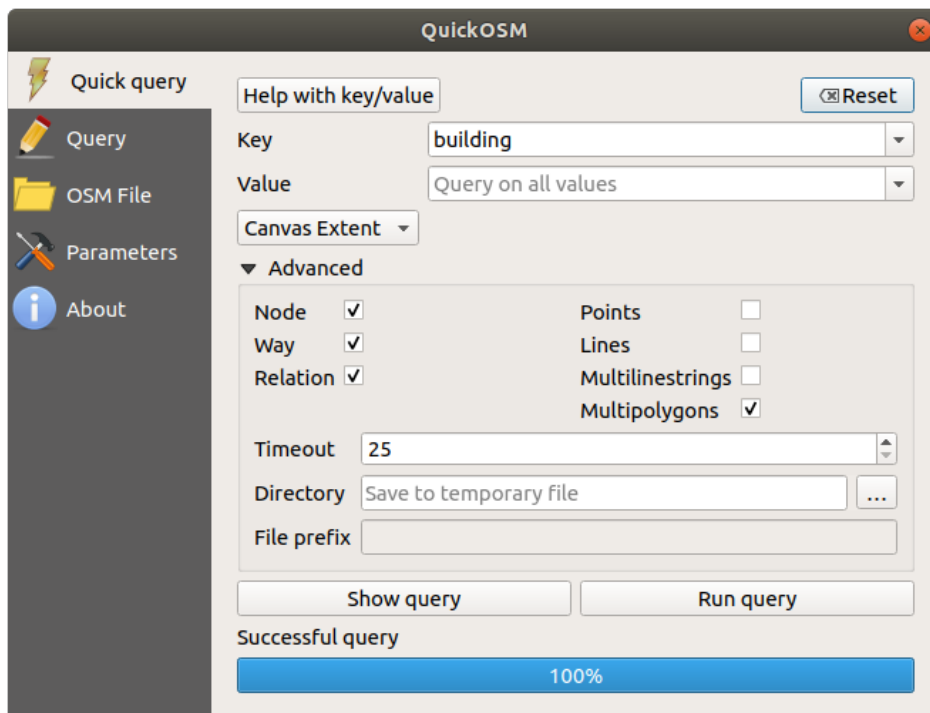 QuickOSM
Quick query
Query
OSM File
Parameters
About
Help with key/value
Reset
Key building
Value Query on all values
Canvas Extent
Advanced
Node Points
Way Lines
Relation Multilinestrings
Multipolygons
Timeout 25
Directory Save to temporary file ...
File prefix
Show query Run query
Successful query
100%